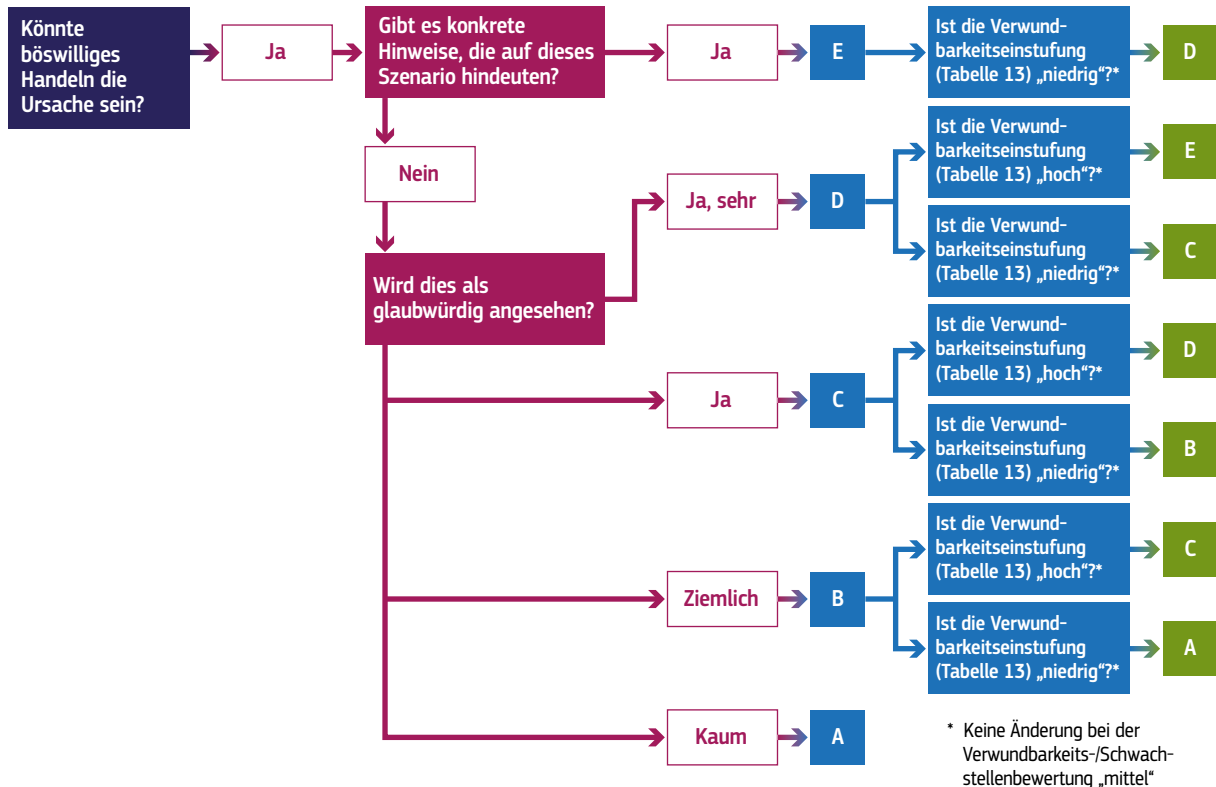 Könnte
böswilliges
Handeln die
Ursache sein?
Ja
Gibt es konkrete
Hinweise, die auf dieses
Szenario hindeuten?
Ja
E
Ist die Verwund-
barkeitseinstufung
(Tabelle 13) „niedrig“?*
D
Nein
Wird dies als
glaubwürdig angesehen?
Ja, sehr
D
Ist die Verwund-
barkeitseinstufung
(Tabelle 13) „hoch“?*
E
Ist die Verwund-
barkeitseinstufung
(Tabelle 13) „niedrig“?*
C
Ja
C
Ist die Verwund-
barkeitseinstufung
(Tabelle 13) „hoch“?*
D
Ist die Verwund-
barkeitseinstufung
(Tabelle 13) „niedrig“?*
B
Ziemlich
B
Ist die Verwund-
barkeitseinstufung
(Tabelle 13) „hoch“?*
C
Ist die Verwund-
barkeitseinstufung
(Tabelle 13) „niedrig“?*
A
Kaum
A
* Keine Änderung bei der
Verwundbarkeits-/Schwach-
stellenbewertung „mittel“